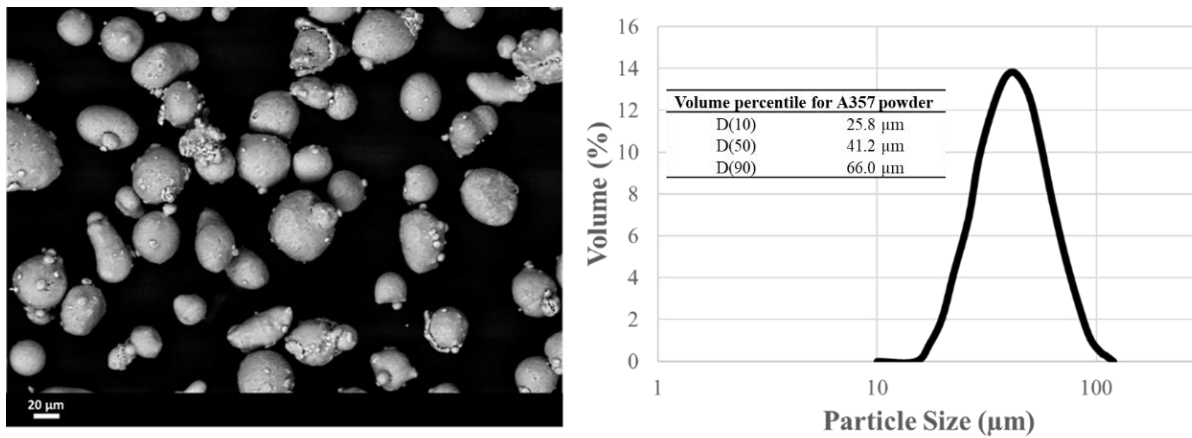 20 µm
16
14
12
10
8
6
4
2
0
Volume (%)
Volume percentile for A357 powder
D(10) 25.8 µm
D(50) 41.2 µm
D(90) 66.0 µm
1 10 100
Particle Size (µm)